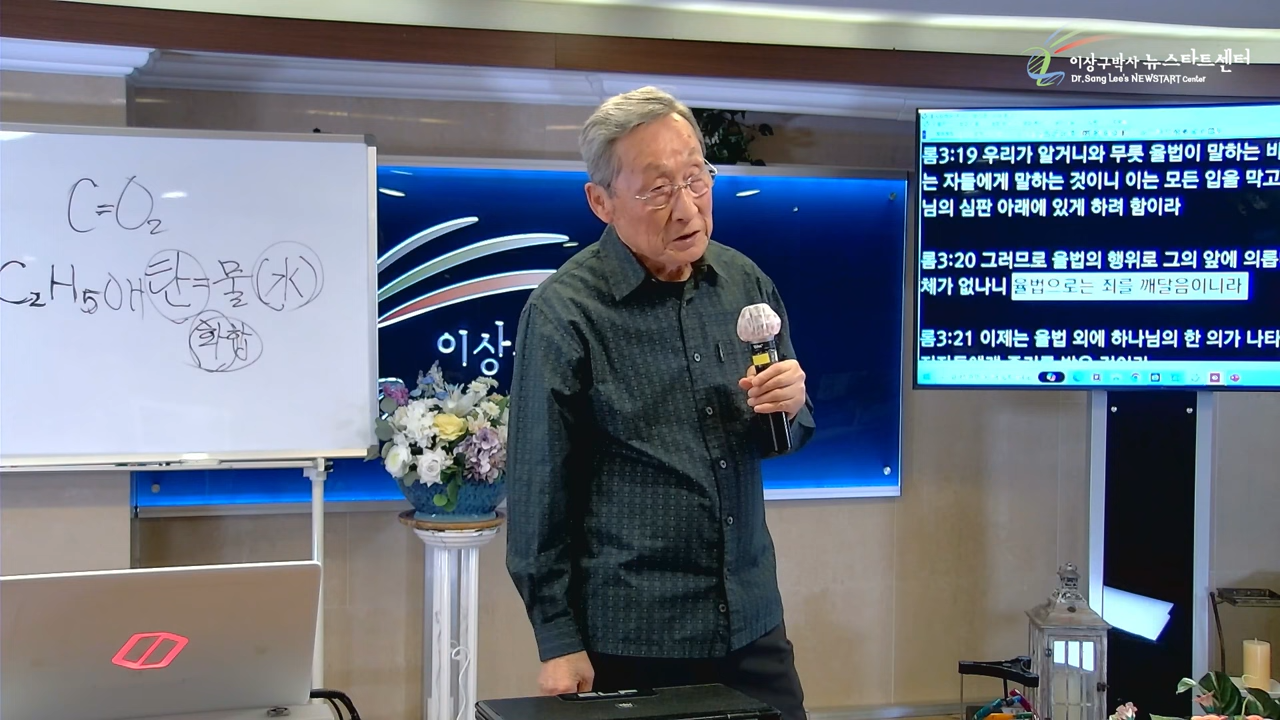 이상구박사 뉴스타트센터
Dr. Sang Lee's NEWSTART Center
C=O₂
C₂H₅OH 탄=물(水)
화합
이상
롬3:19 우리가 알거니와 무릇 율법이 말하는 바
는 자들에게 말하는 것이니 이는 모든 입을 막고
님의 심판 아래에 있게 하려 함이라
롬3:20 그러므로 율법의 행위로 그의 앞에 의롭
체가 없나니 율법으로는 죄를 깨달음이니라
롬3:21 이제는 율법 외에 하나님의 한 의가 나타